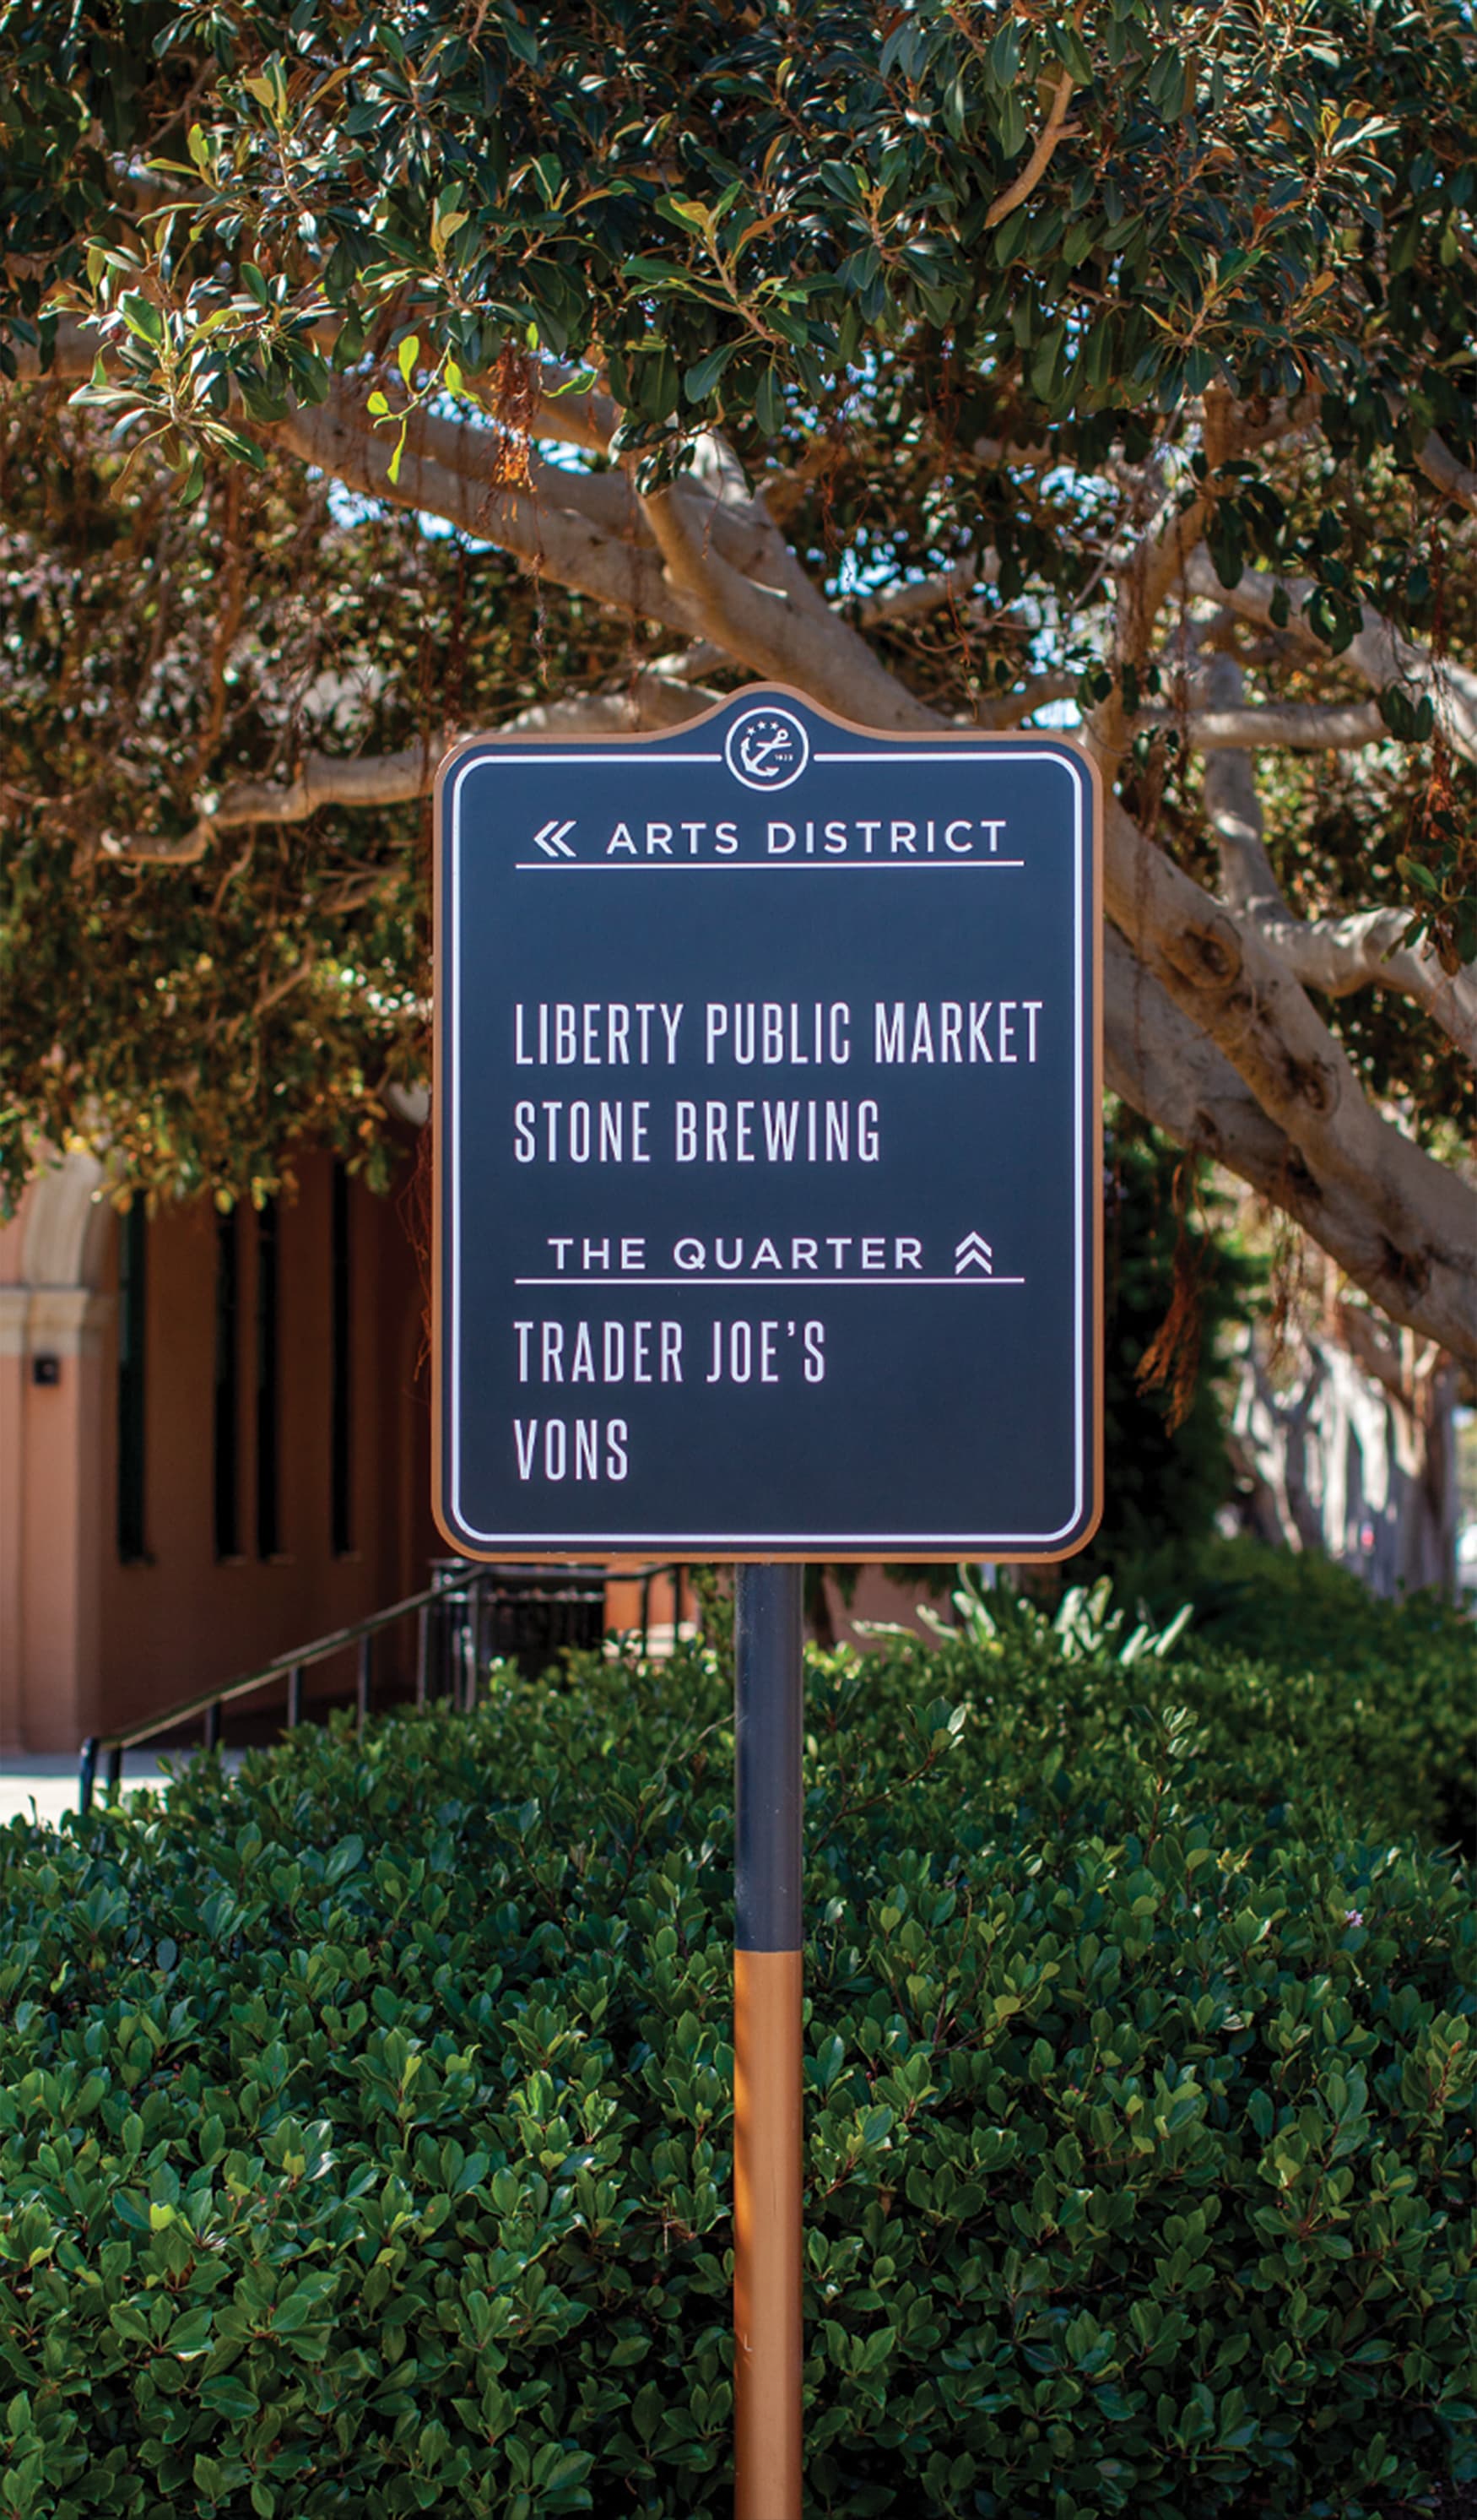 ARTS DISTRICT
LIBERTY PUBLIC MARKET
STONE BREWING
THE QUARTER
TRADER JOE'S
VONS